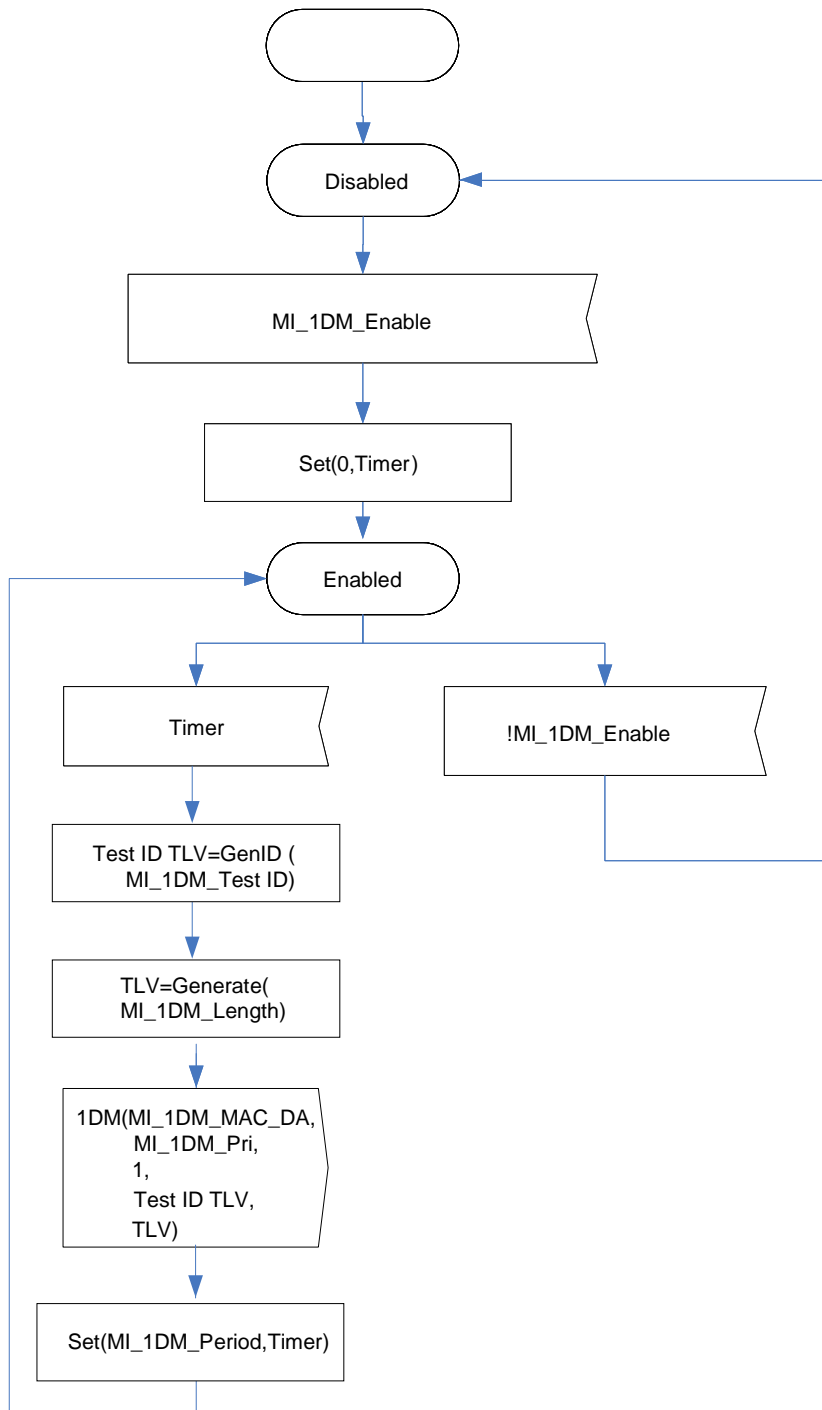 Disabled
MI_1DM_Enable
Set(0,Timer)
Enabled
Timer
!MI_1DM_Enable
Test ID TLV=GenID (
MI_1DM_Test ID)
TLV=Generate(
MI_1DM_Length)
1DM(MI_1DM_MAC_DA,
MI_1DM_Pri,
1,
Test ID TLV,
TLV)
Set(MI_1DM_Period,Timer)